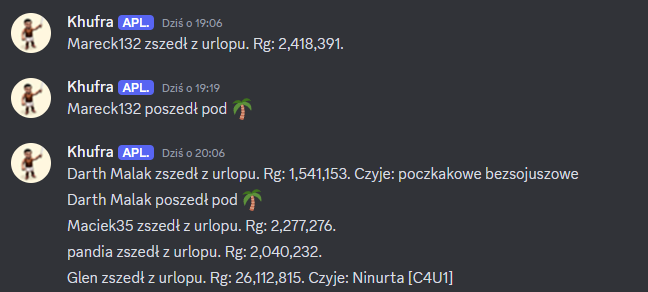 Khufra APL. Dziś o 19:06
Mareck132 zszedł z urlopu. Rg: 2,418,391.
Khufra APL. Dziś o 19:19
Mareck132 poszedł pod 🌴
Khufra APL. Dziś o 20:06
Darth Malak zszedł z urlopu. Rg: 1,541,153. Czyje: poczkakowe bezsojuszowe
Darth Malak poszedł pod 🌴
Maciek35 zszedł z urlopu. Rg: 2,277,276.
pandia zszedł z urlopu. Rg: 2,040,232.
Glen zszedł z urlopu. Rg: 26,112,815. Czyje: Ninurta [C4U1]